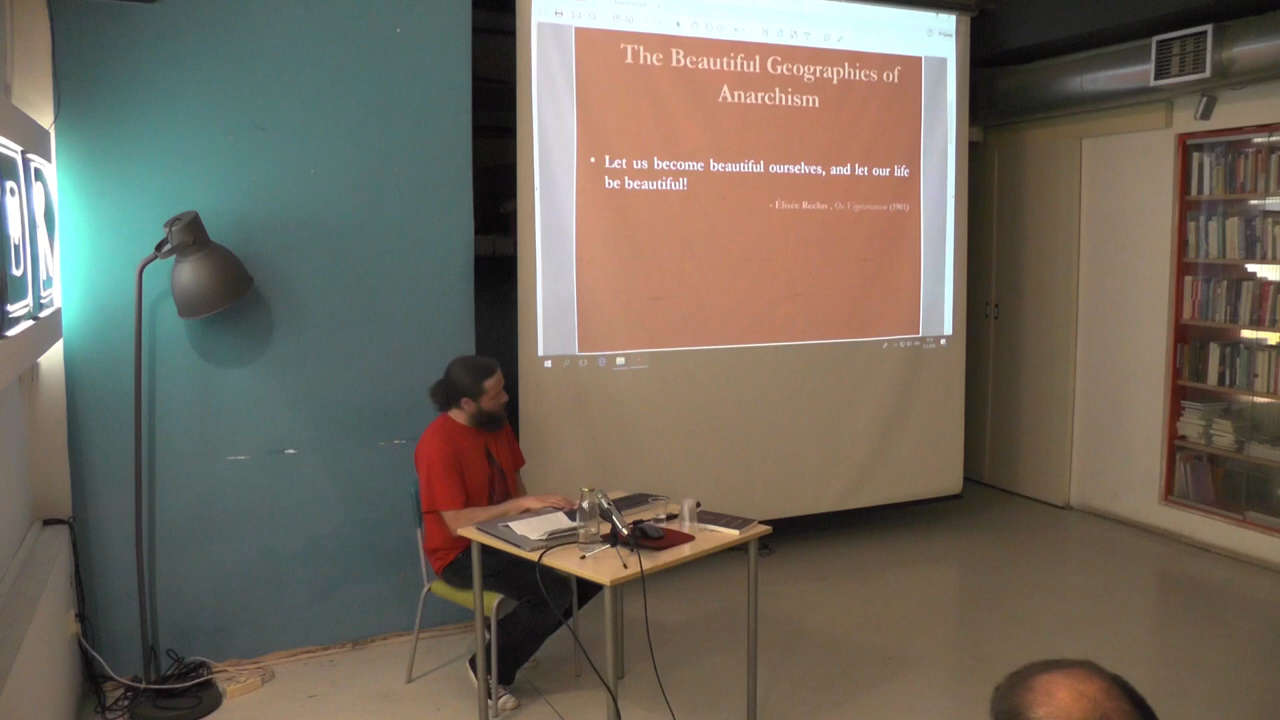 The Beautiful Geographies of
Anarchism
• Let us become beautiful ourselves, and let our life
be beautiful!
- Élisée Reclus , On Vegetarianism (1901)